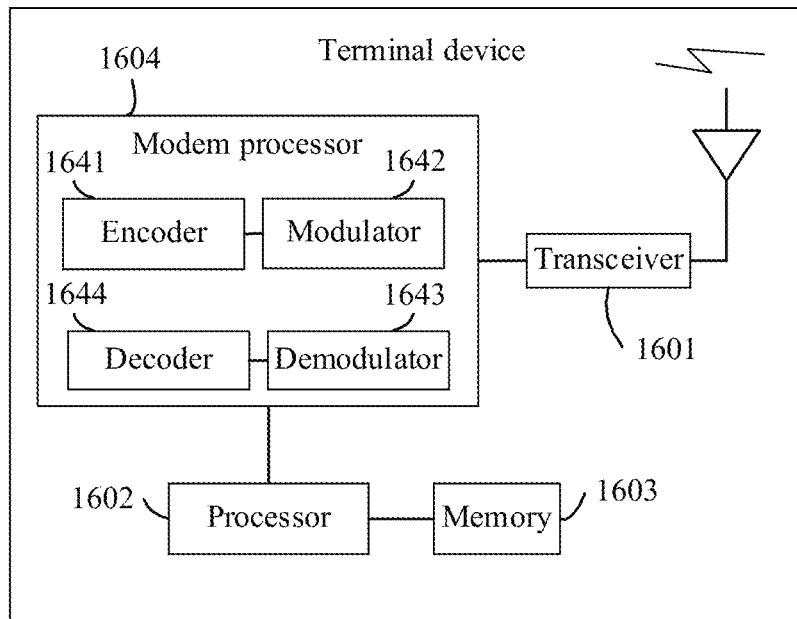 1604
Terminal device
Modem processor
1641
1642
Encoder
Modulator
Transceiver
1644
1643
1601
Decoder
Demodulator
1602
Processor
Memory
1603